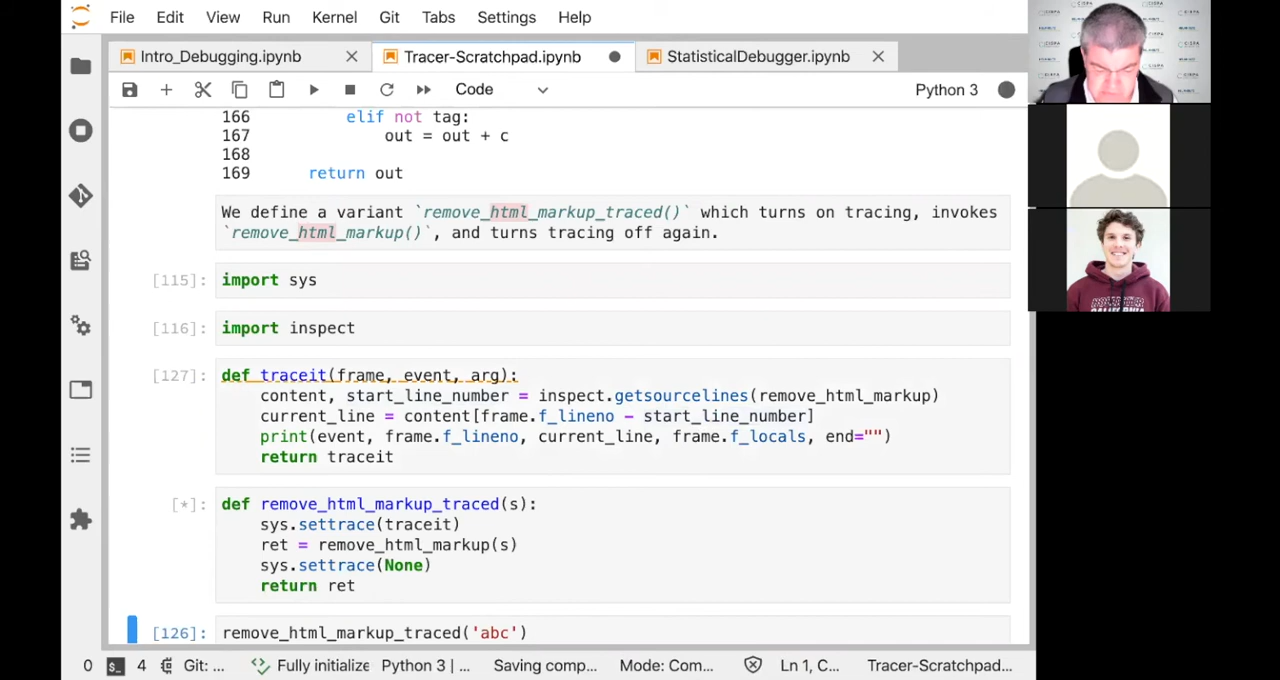 File Edit View Run Kernel Git Tabs Settings Help
Intro_Debugging.ipynb Tracer-Scratchpad.ipynb StatisticalDebugger.ipynb
Code Python 3
166 elif not tag:
167 out = out + c
168
169 return out
We define a variant `remove_html_markup_traced()` which turns on tracing, invokes
`remove_html_markup()`, and turns tracing off again.
[115]: import sys
[116]: import inspect
[127]: def traceit(frame, event, arg):
content, start_line_number = inspect.getsourcelines(remove_html_markup)
current_line = content[frame.f_lineno - start_line_number]
print(event, frame.f_lineno, current_line, frame.f_locals, end="")
return traceit
[*]: def remove_html_markup_traced(s):
sys.settrace(traceit)
ret = remove_html_markup(s)
sys.settrace(None)
return ret
[126]: remove_html_markup_traced('abc')
0 4 Git: ... Fully initialize Python 3 | ... Saving comp... Mode: Com... Ln 1, C... Tracer-Scratchpad...